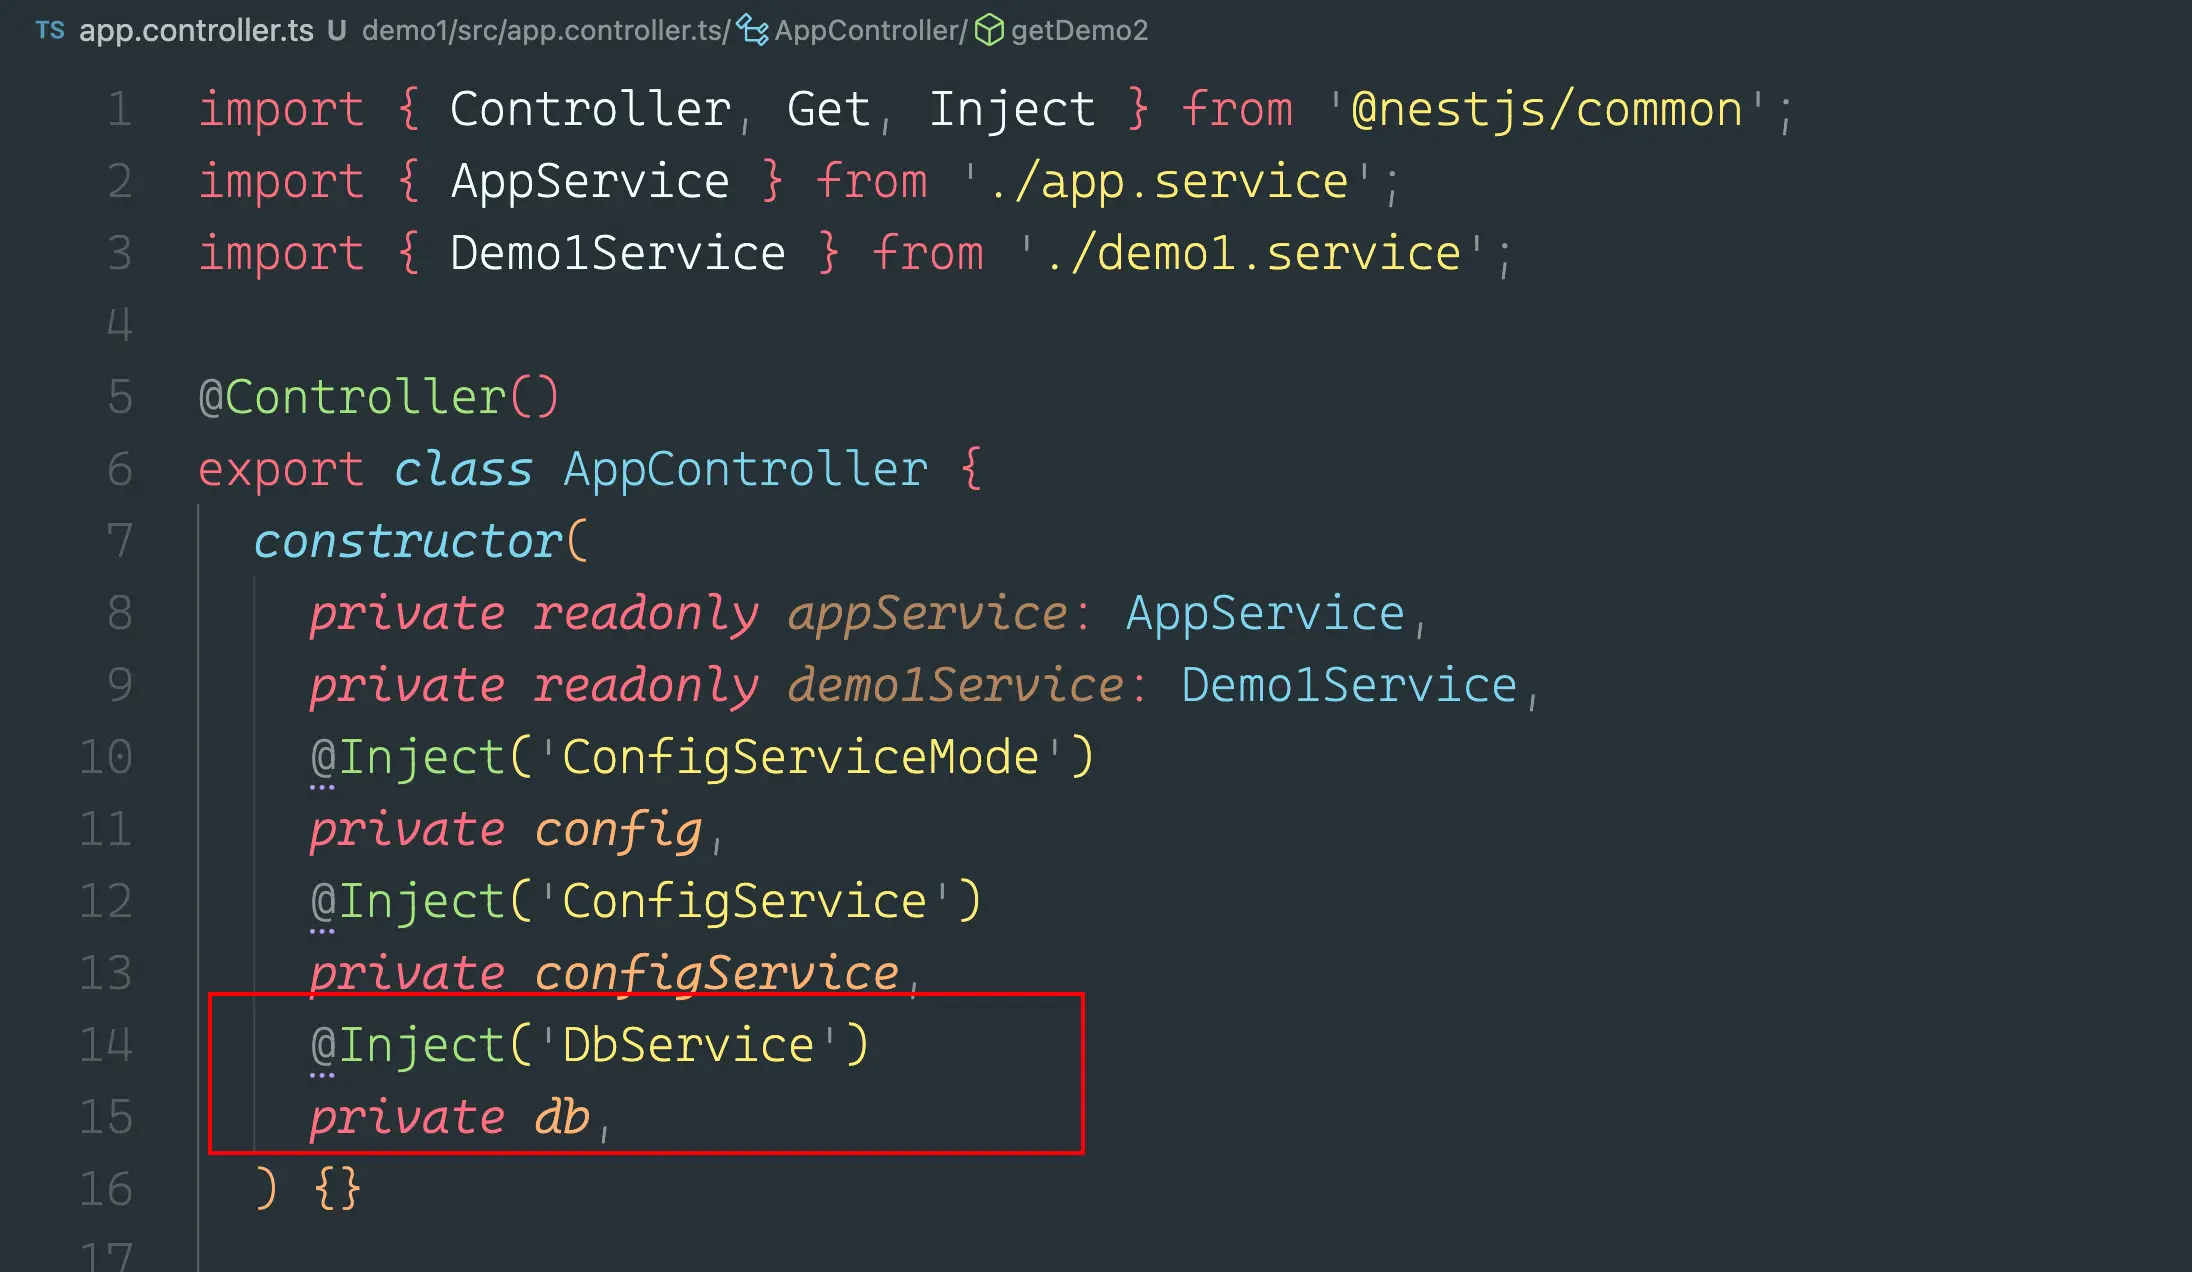 TS app.controller.ts U demo1/src/app.controller.ts/ AppController/ getDemo2
1 import { Controller, Get, Inject } from '@nestjs/common';
2 import { AppService } from './app.service';
3 import { Demo1Service } from './demo1.service';
4
5 @Controller()
6 export class AppController {
7 constructor(
8 private readonly appService: AppService,
9 private readonly demo1Service: Demo1Service,
10 @Inject('ConfigServiceMode')
11 private config,
12 @Inject('ConfigService')
13 private configService,
14 @Inject('DbService')
15 private db,
16 ) {}
17